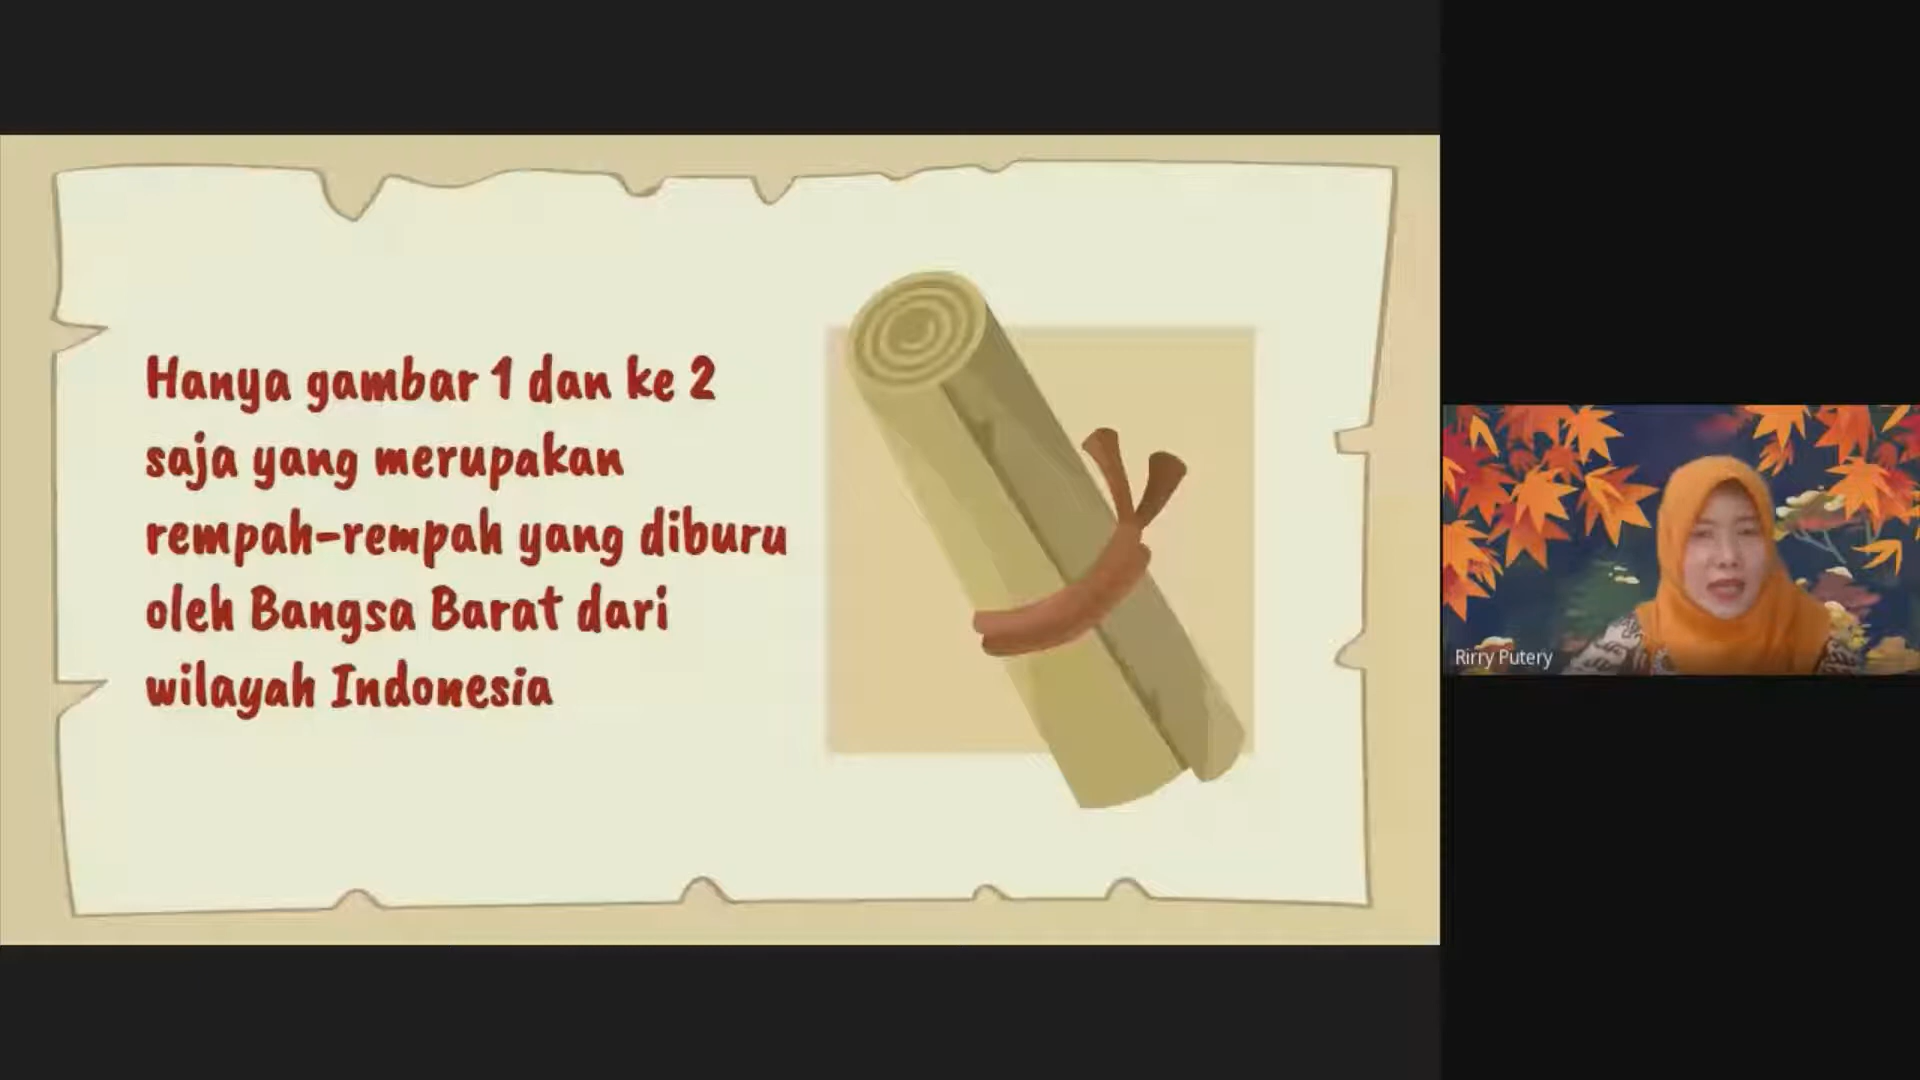 Hanya gambar 1 dan ke 2
saja yang merupakan
rempah-rempah yang diburu
oleh Bangsa Barat dari
wilayah Indonesia
Rirry Putery